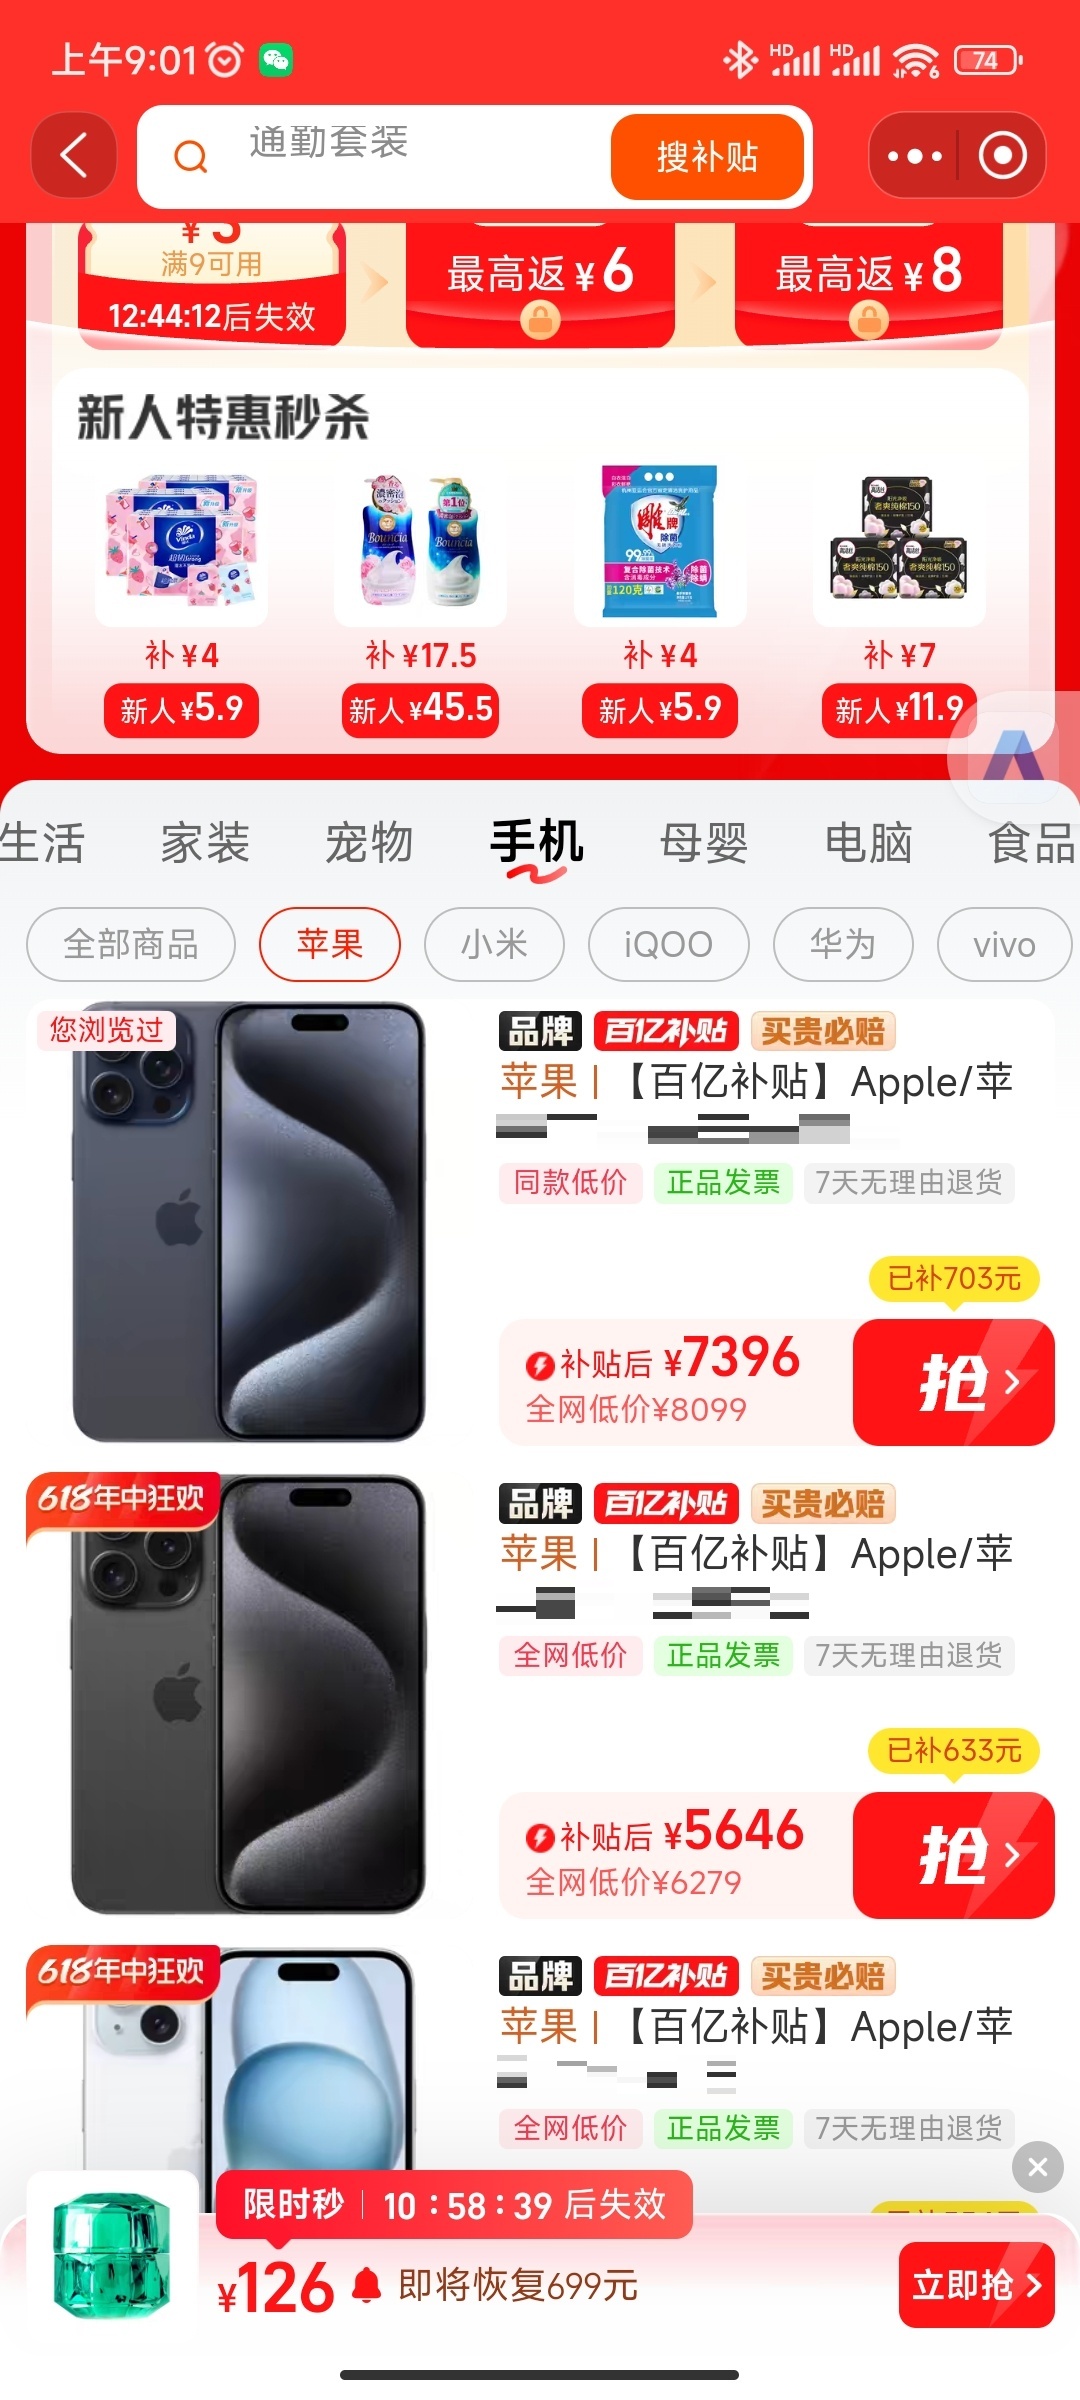 上午9:01
HD HD 6 74
通勤套装
搜补贴
满9可用
12:44:12后失效
最高返 ¥6
最高返 ¥8
新人特惠秒杀
补 ¥4
新人 ¥5.9
补 ¥17.5
新人 ¥45.5
补 ¥4
新人 ¥5.9
补 ¥7
新人 ¥11.9
生活 家装 宠物 手机 母婴 电脑 食品
全部商品 苹果 小米 iQOO 华为 vivo
您浏览过
品牌 百亿补贴 买贵必赔
苹果 | 【百亿补贴】Apple/苹
同款低价 正品发票 7天无理由退货
已补703元
补贴后 ¥7396
全网低价¥8099
抢
618年中狂欢
品牌 百亿补贴 买贵必赔
苹果 | 【百亿补贴】Apple/苹
全网低价 正品发票 7天无理由退货
已补633元
补贴后 ¥5646
全网低价¥6279
抢
618年中狂欢
品牌 百亿补贴 买贵必赔
苹果 | 【百亿补贴】Apple/苹
全网低价 正品发票 7天无理由退货
限时秒 | 10 : 58 : 39 后失效
¥126 即将恢复699元
立即抢